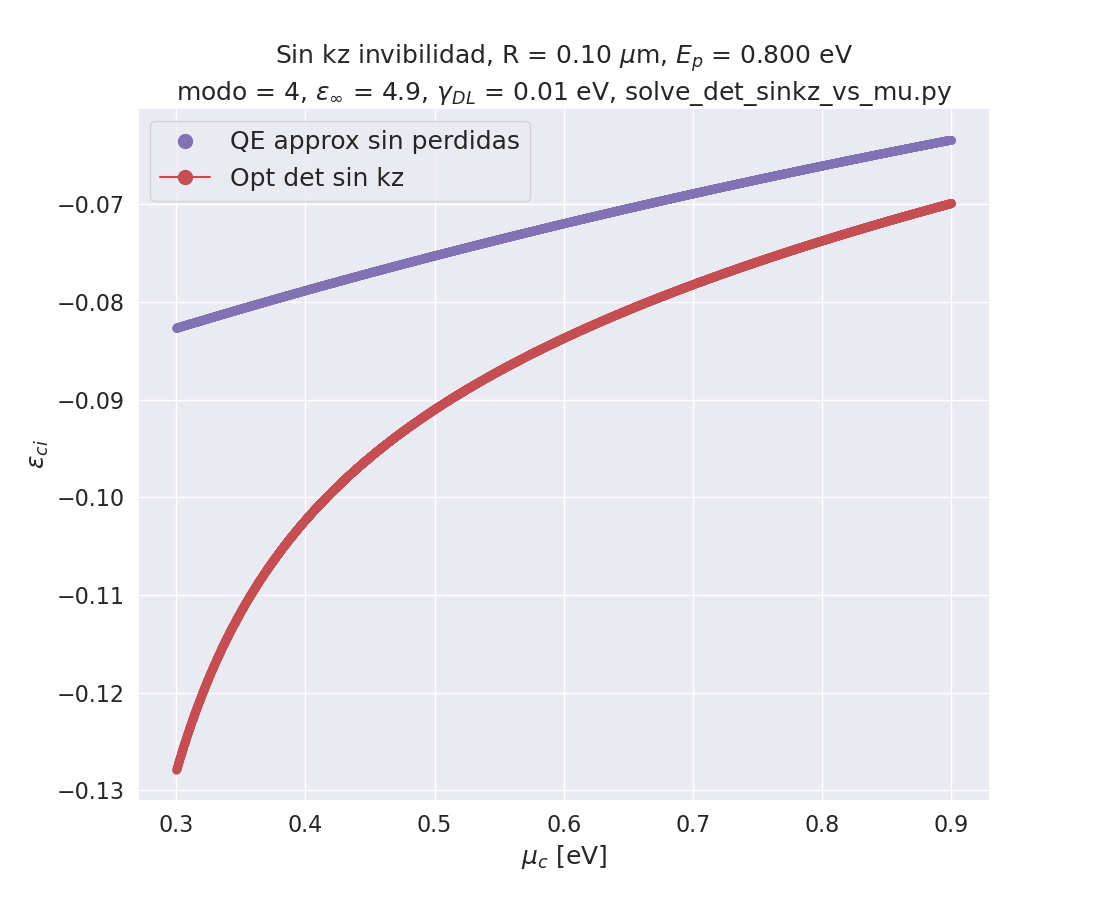 Sin kz invibilidad, R = 0.10 μm, E_p = 0.800 eV
modo = 4, ε_∞ = 4.9, γ_DL = 0.01 eV, solve_det_sinkz_vs_mu.py
QE approx sin perdidas
Opt det sin kz
−0.07
−0.08
−0.09
−0.10
−0.11
−0.12
−0.13
ε_ci
0.3 0.4 0.5 0.6 0.7 0.8 0.9
μ_c [eV]